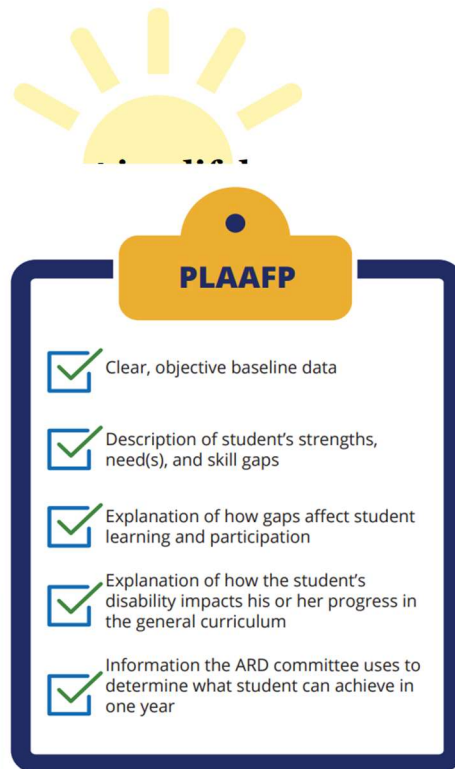 PLAAFP
Clear, objective baseline data
Description of student's strengths,
need(s), and skill gaps
Explanation of how gaps affect student
learning and participation
Explanation of how the student's
disability impacts his or her progress in
the general curriculum
Information the ARD committee uses to
determine what student can achieve in
one year